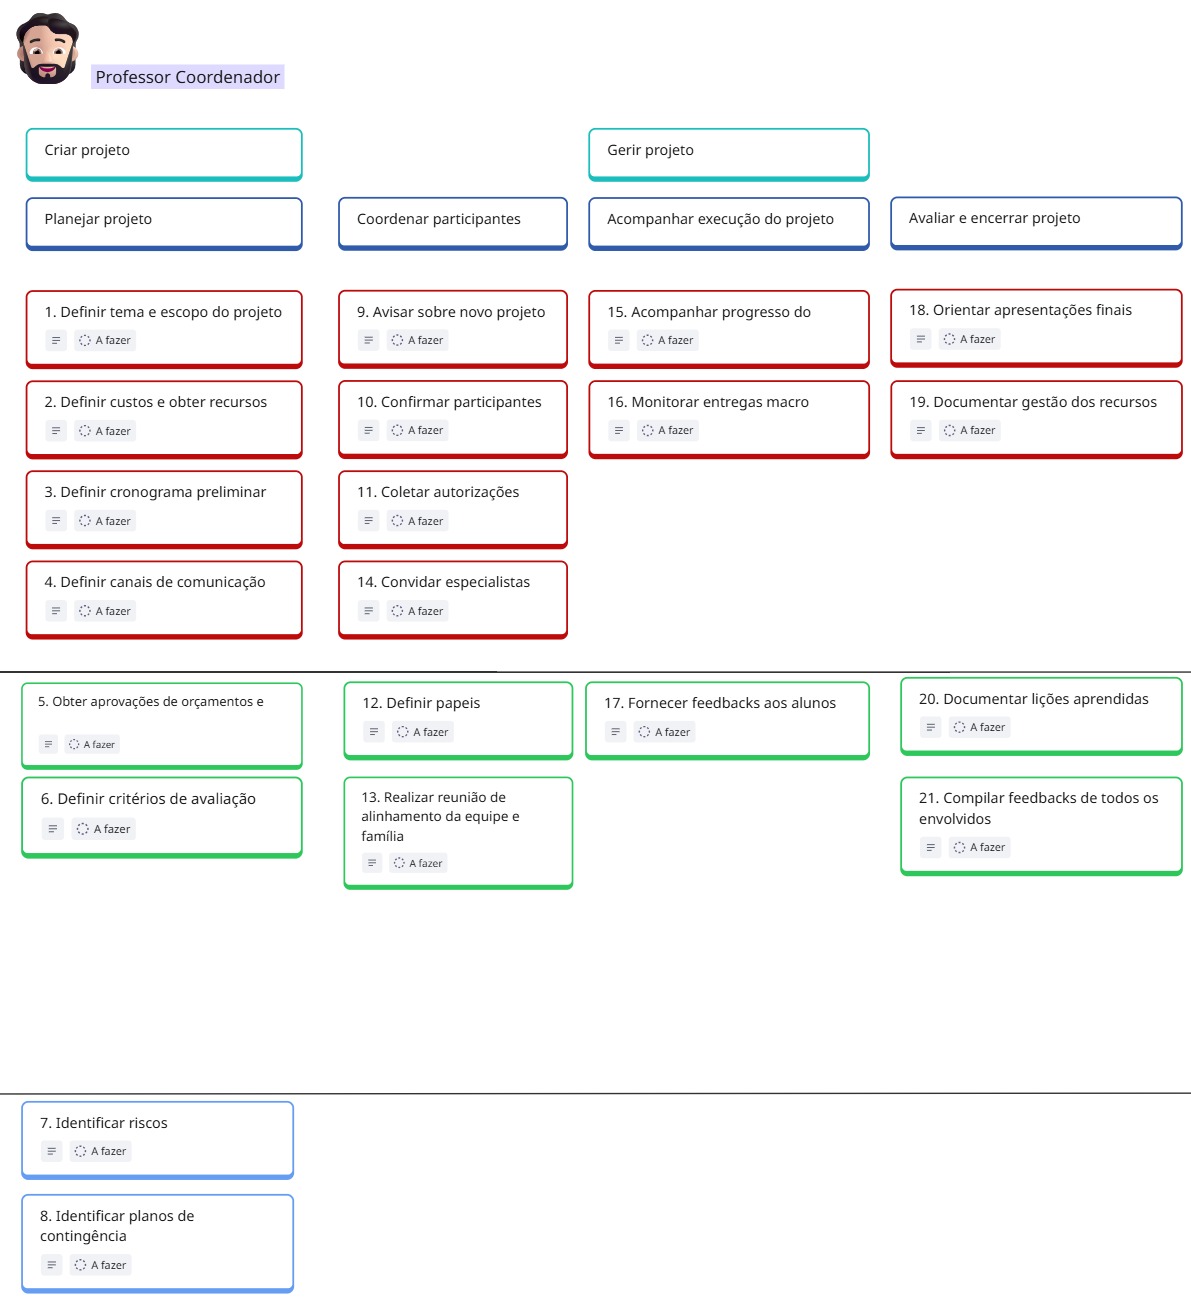 Professor Coordenador
Criar projeto
Gerir projeto
Planejar projeto
Coordenar participantes
Acompanhar execução do projeto
Avaliar e encerrar projeto
1. Definir tema e escopo do projeto
A fazer
9. Avisar sobre novo projeto
A fazer
15. Acompanhar progresso do
A fazer
18. Orientar apresentações finais
A fazer
2. Definir custos e obter recursos
A fazer
10. Confirmar participantes
A fazer
16. Monitorar entregas macro
A fazer
19. Documentar gestão dos recursos
A fazer
3. Definir cronograma preliminar
A fazer
11. Coletar autorizações
A fazer
4. Definir canais de comunicação
A fazer
14. Convidar especialistas
A fazer
5. Obter aprovações de orçamentos e
A fazer
12. Definir papeis
A fazer
17. Fornecer feedbacks aos alunos
A fazer
20. Documentar lições aprendidas
A fazer
6. Definir critérios de avaliação
A fazer
13. Realizar reunião de
alinhamento da equipe e
família
A fazer
21. Compilar feedbacks de todos os
envolvidos
A fazer
7. Identificar riscos
A fazer
8. Identificar planos de
contingência
A fazer